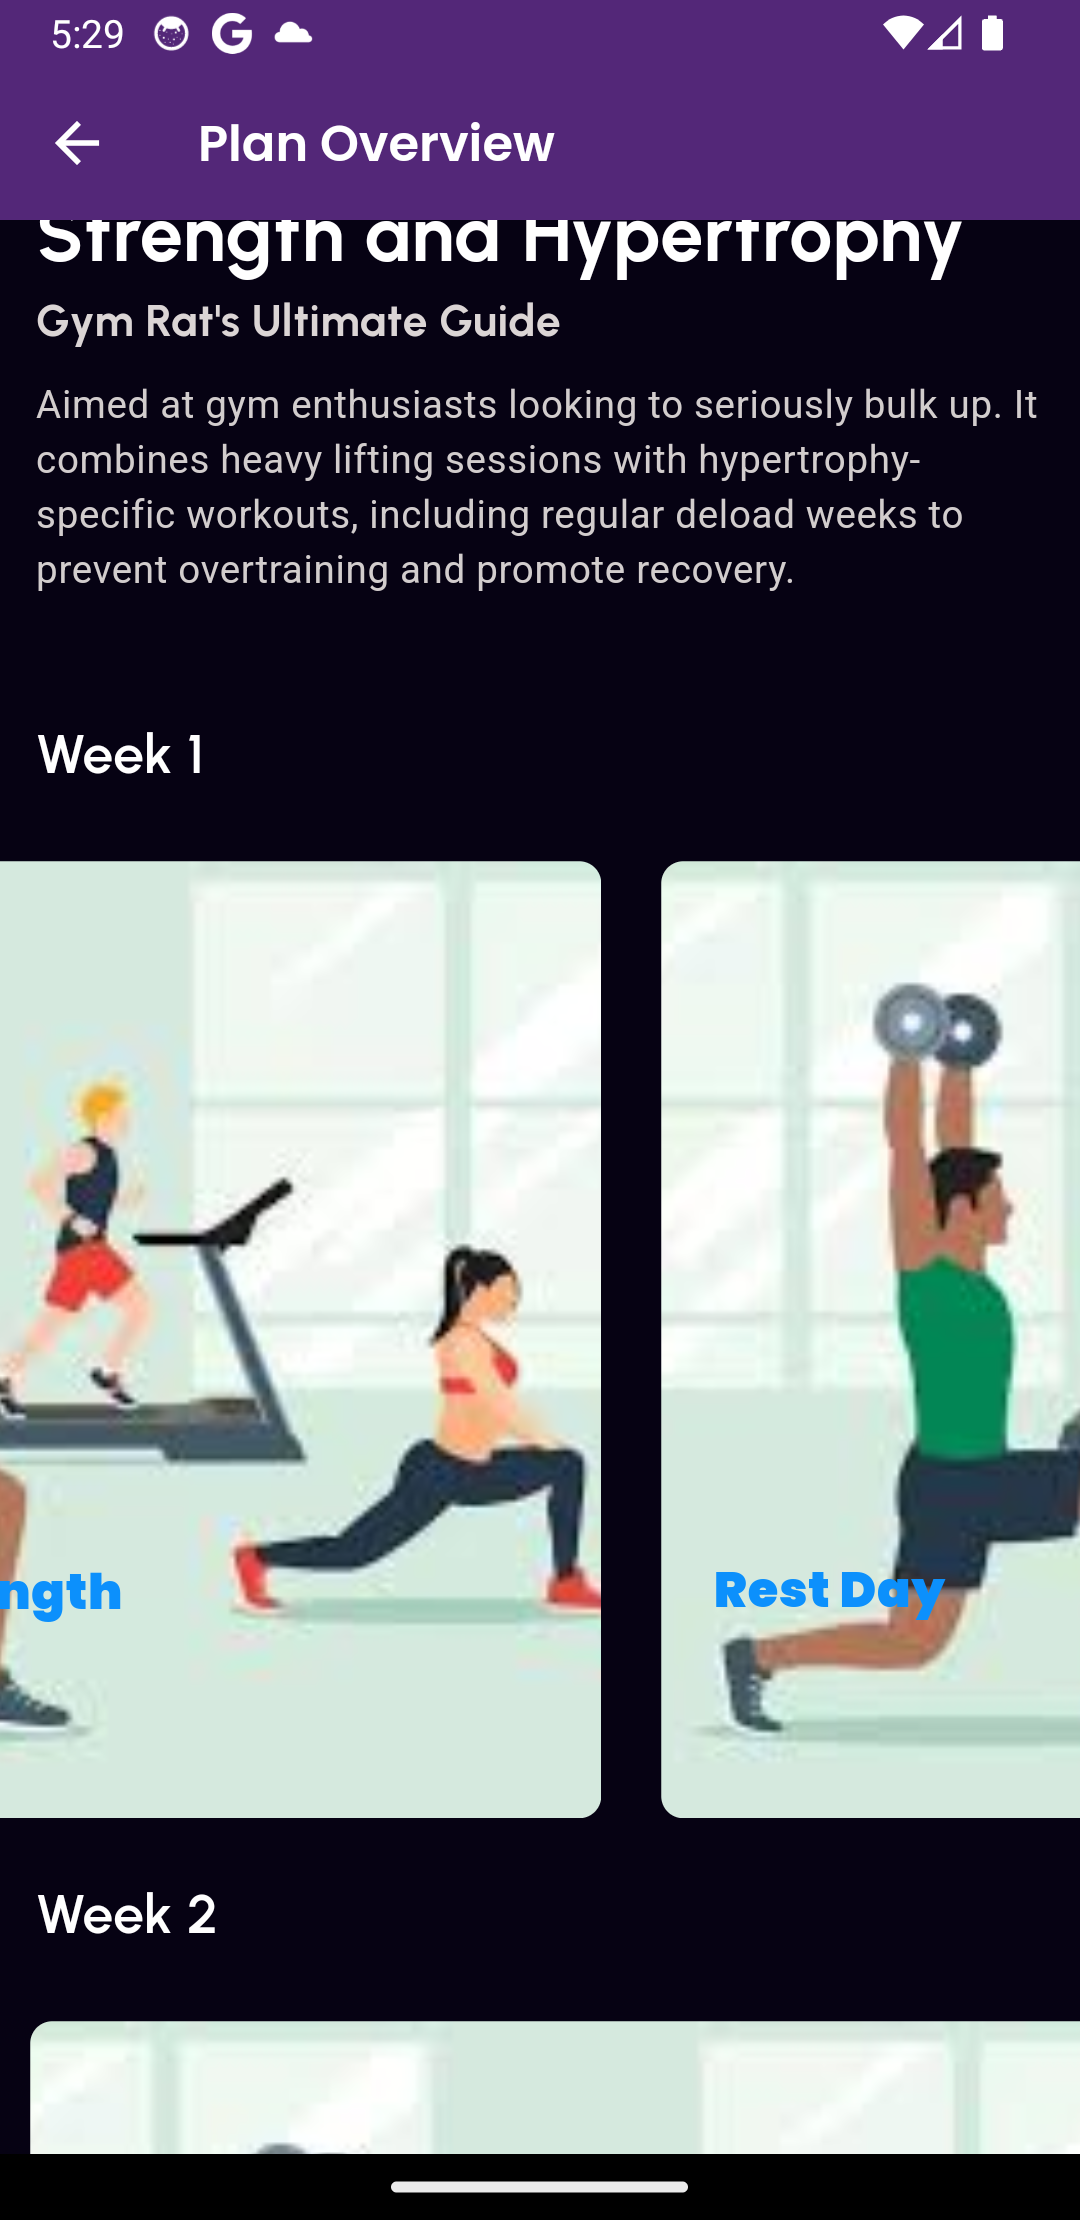 5:29
Plan Overview
Strength and Hypertrophy
Gym Rat's Ultimate Guide
Aimed at gym enthusiasts looking to seriously bulk up. It
combines heavy lifting sessions with hypertrophy-
specific workouts, including regular deload weeks to
prevent overtraining and promote recovery.
Week 1
ngth
Rest Day
Week 2